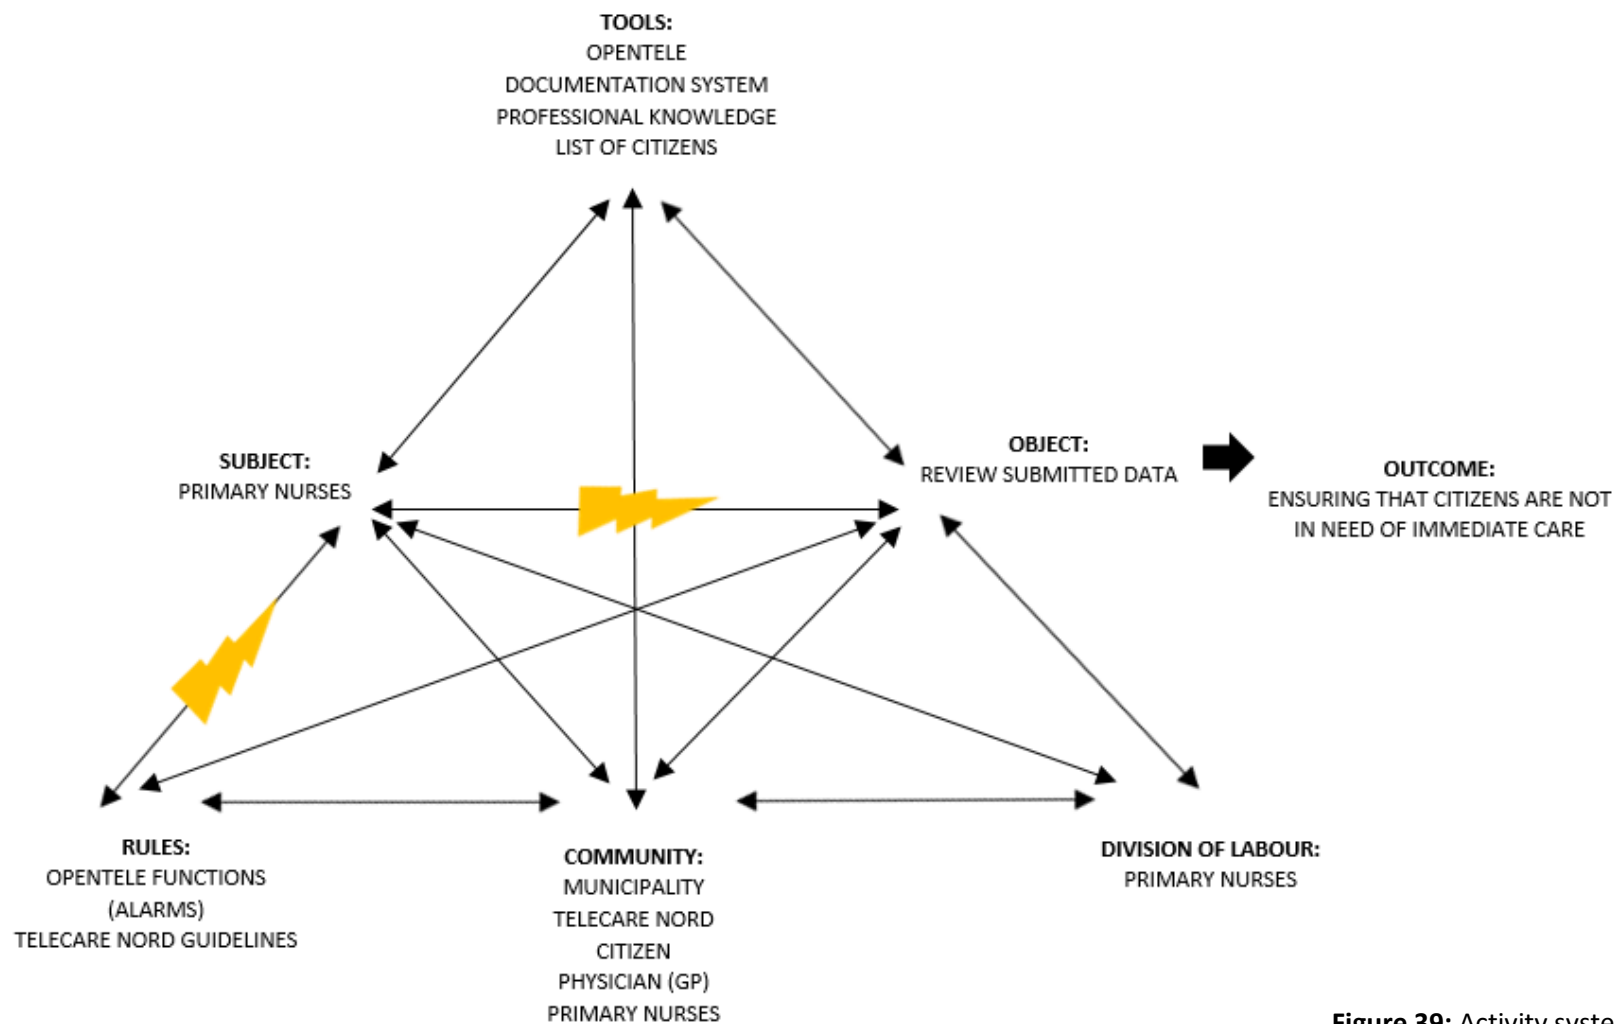 TOOLS:
OPENTELE
DOCUMENTATION SYSTEM
PROFESSIONAL KNOWLEDGE
LIST OF CITIZENS
SUBJECT:
PRIMARY NURSES
OBJECT:
REVIEW SUBMITTED DATA
OUTCOME:
ENSURING THAT CITIZENS ARE NOT
IN NEED OF IMMEDIATE CARE
RULES:
OPENTELE FUNCTIONS
(ALARMS)
TELECARE NORD GUIDELINES
COMMUNITY:
MUNICIPALITY
TELECARE NORD
CITIZEN
PHYSICIAN (GP)
PRIMARY NURSES
DIVISION OF LABOUR:
PRIMARY NURSES
Figure 39: Activity syste